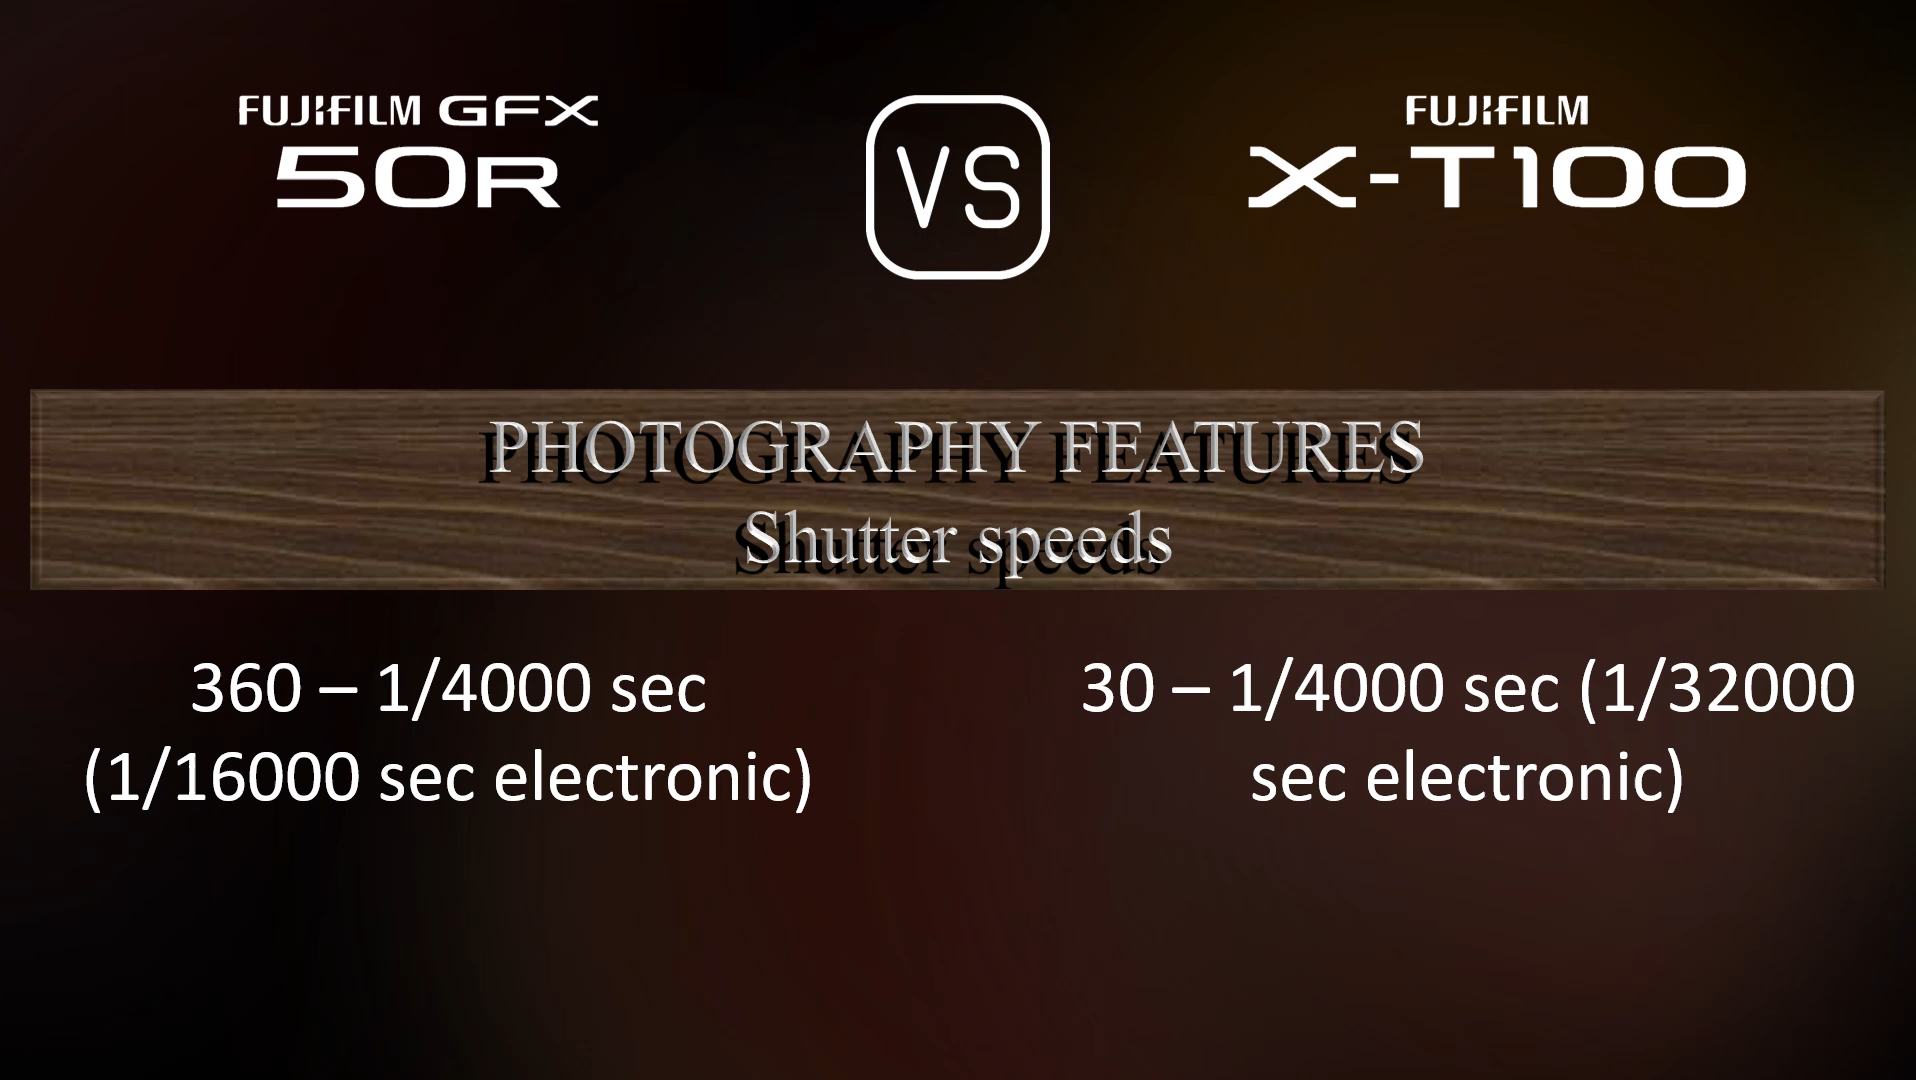 FUJIFILM GFX
50R
VS
FUJIFILM
X-T100
PHOTOGRAPHY FEATURES
Shutter speeds
360 – 1/4000 sec
(1/16000 sec electronic)
30 – 1/4000 sec (1/32000
sec electronic)